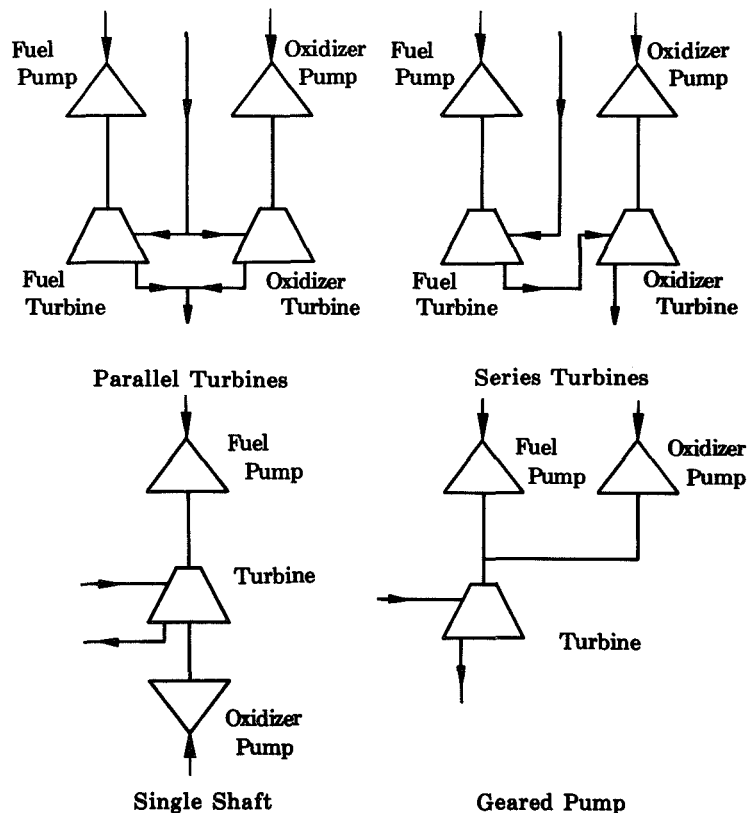 Fuel
Pump
Oxidizer
Pump
Fuel
Turbine
Oxidizer
Turbine
Parallel Turbines
Fuel
Pump
Oxidizer
Pump
Fuel
Turbine
Oxidizer
Turbine
Series Turbines
Fuel
Pump
Turbine
Oxidizer
Pump
Single Shaft
Fuel
Pump
Oxidizer
Pump
Turbine
Geared Pump